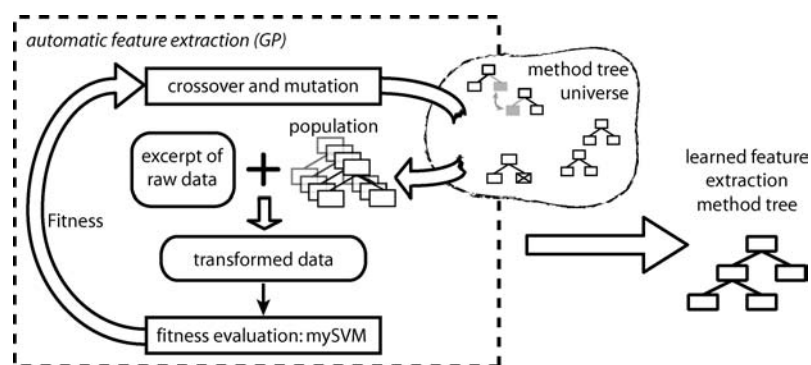 automatic feature extraction (GP)
crossover and mutation
method tree
universe
population
excerpt of
raw data
+
learned feature
extraction
method tree
Fitness
transformed data
fitness evaluation: mySVM